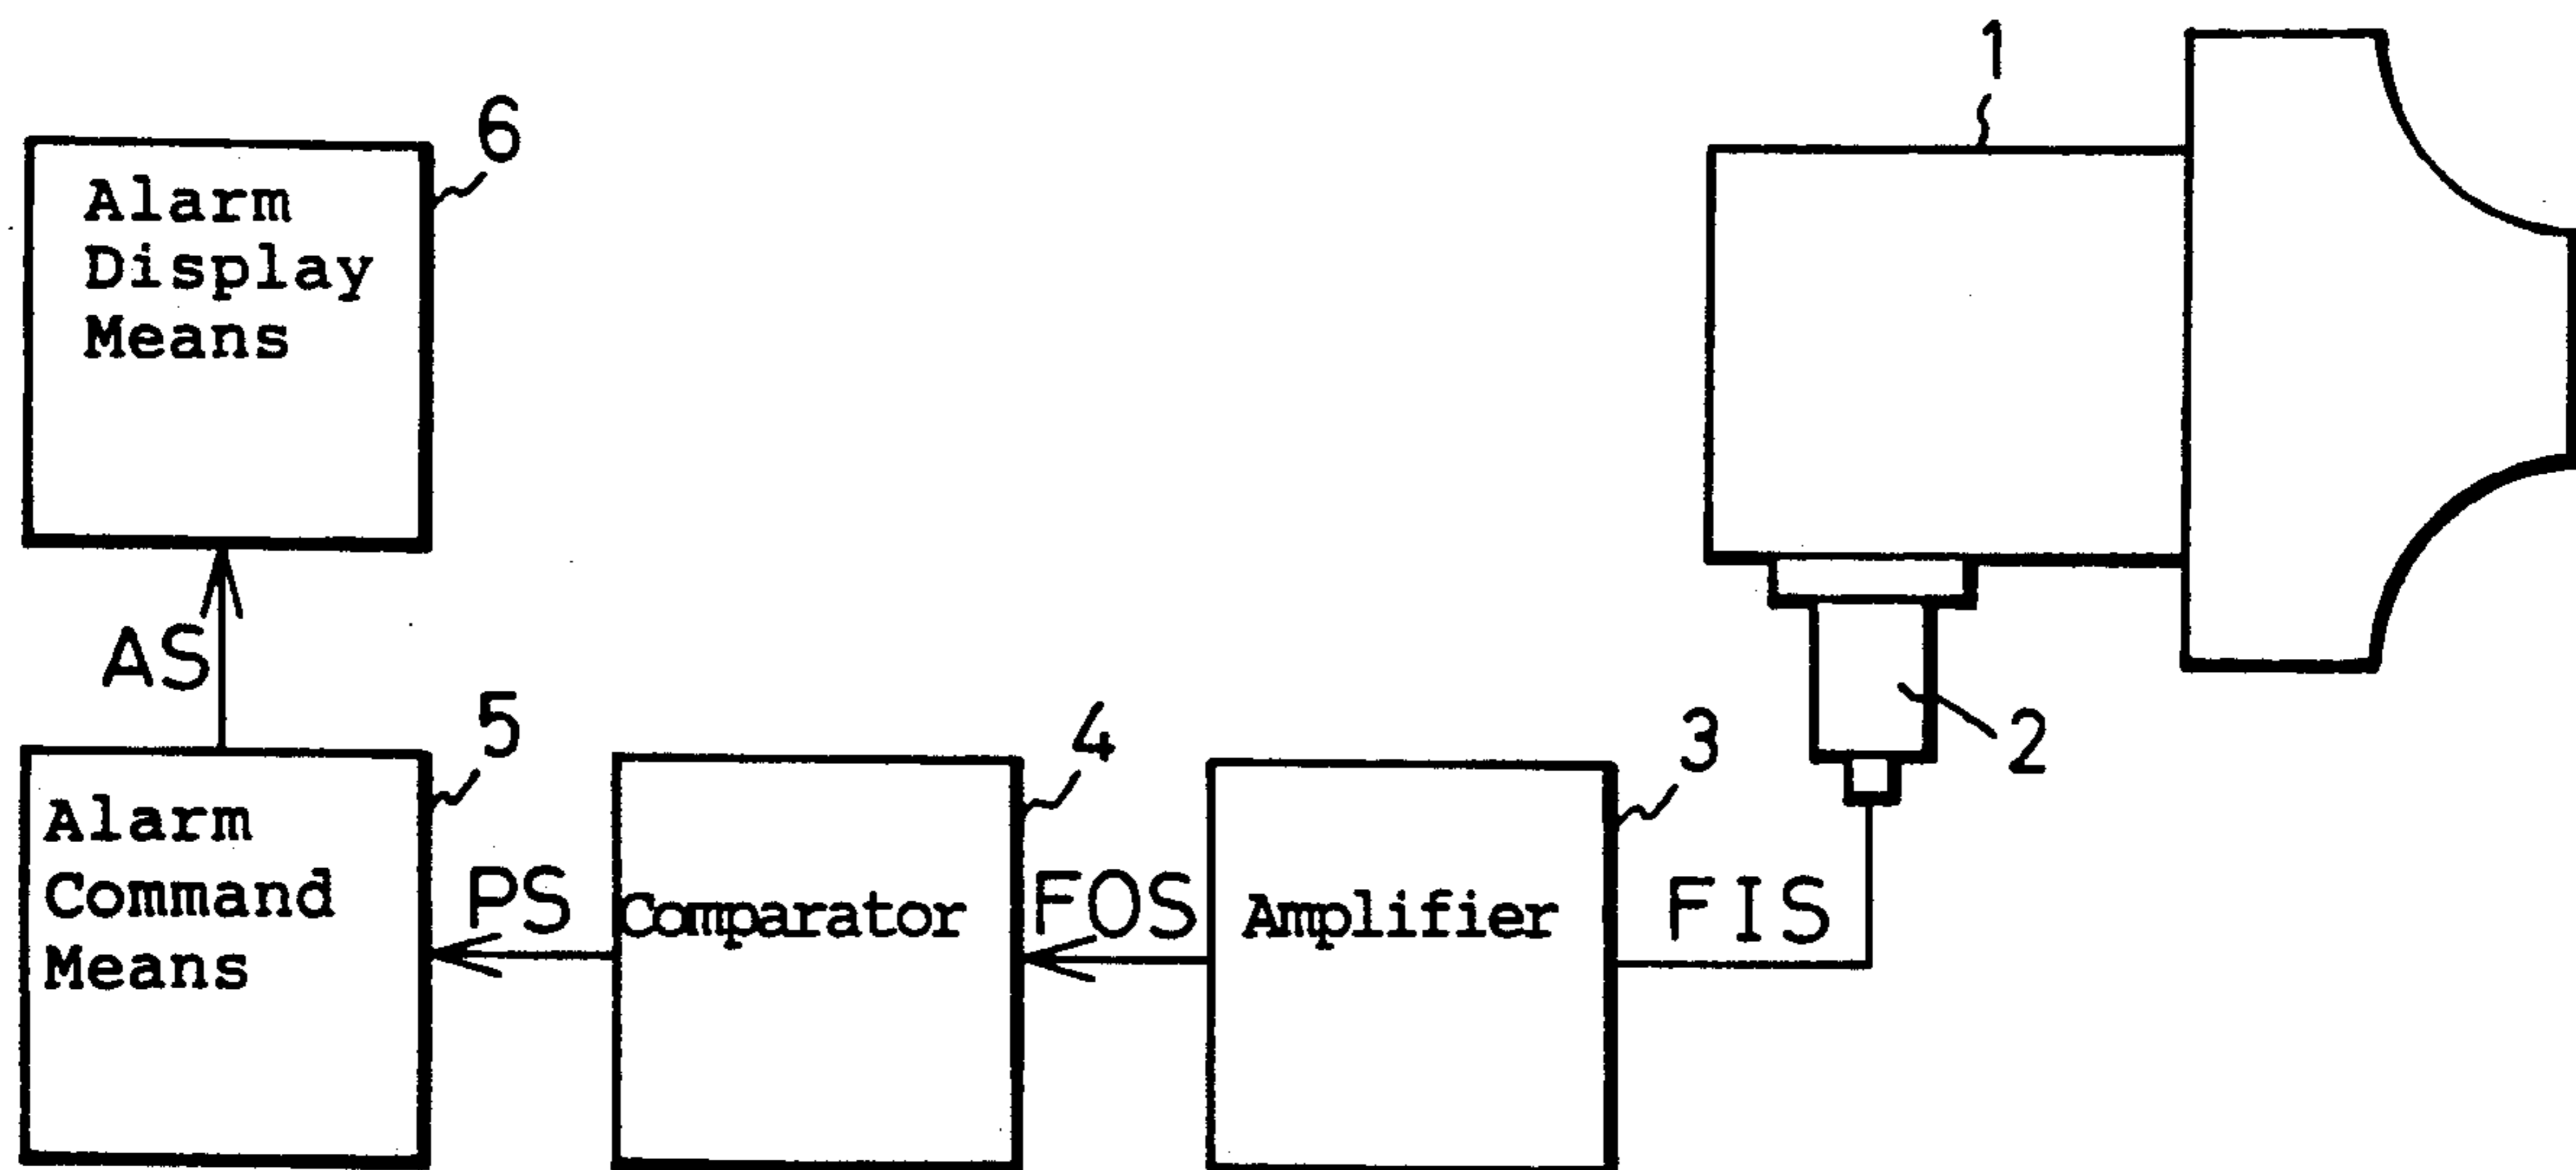 1
6
Alarm
Display
Means
AS
5
4
3
2
Alarm
Command
Means
PS
Comparator
FOS
Amplifier
FIS